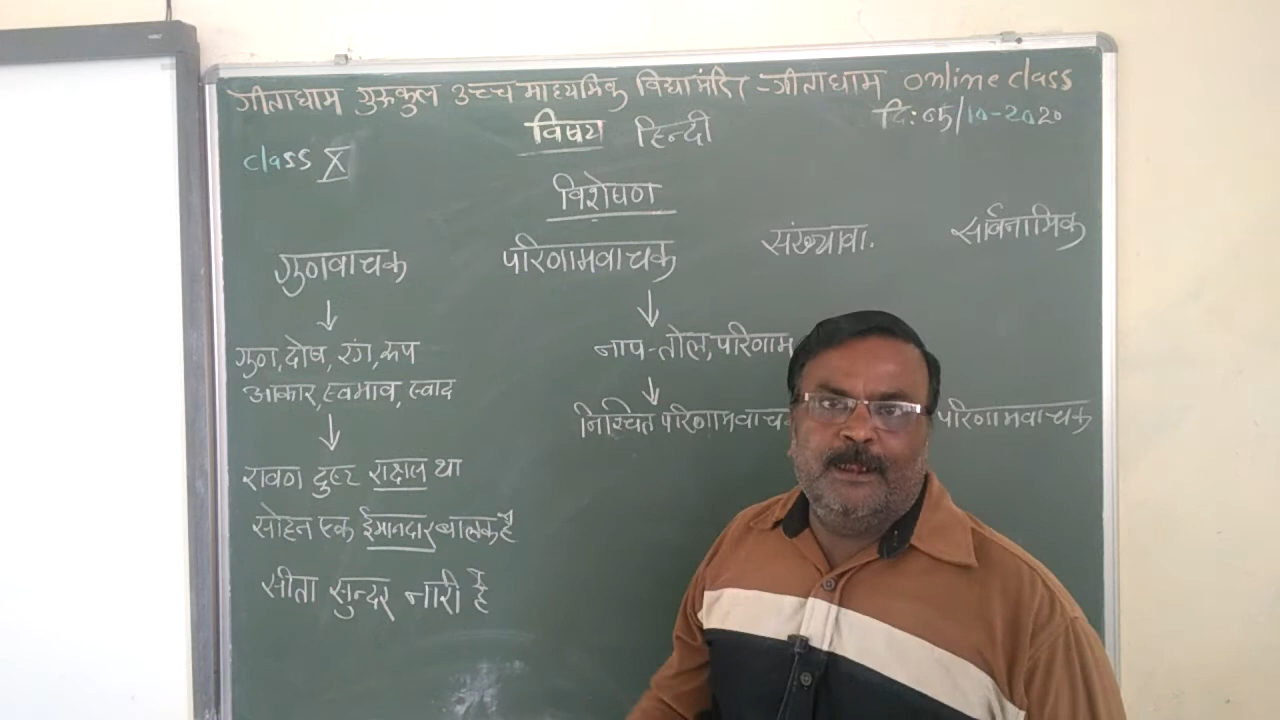 गीताधाम गुरूकुल उच्च माध्यमिक विद्यामंदिर -गीताधाम online class
दि: 05/10-2020
विषय हिन्दी
class X
विशेषण
गुणवाचक परिणामवाचक संख्यावा. सार्वनामिक
↓ ↓
गुण,दोष,रंग,रूप नाप-तोल,परिणाम
आकार,स्वभाव,स्वाद ↓
↓ निश्चित परिणामवाच परिणामवाचक
रावण दुष्ट राक्षस था
सोहन एक ईमानदार बालक है
सीता सुन्दर नारी है